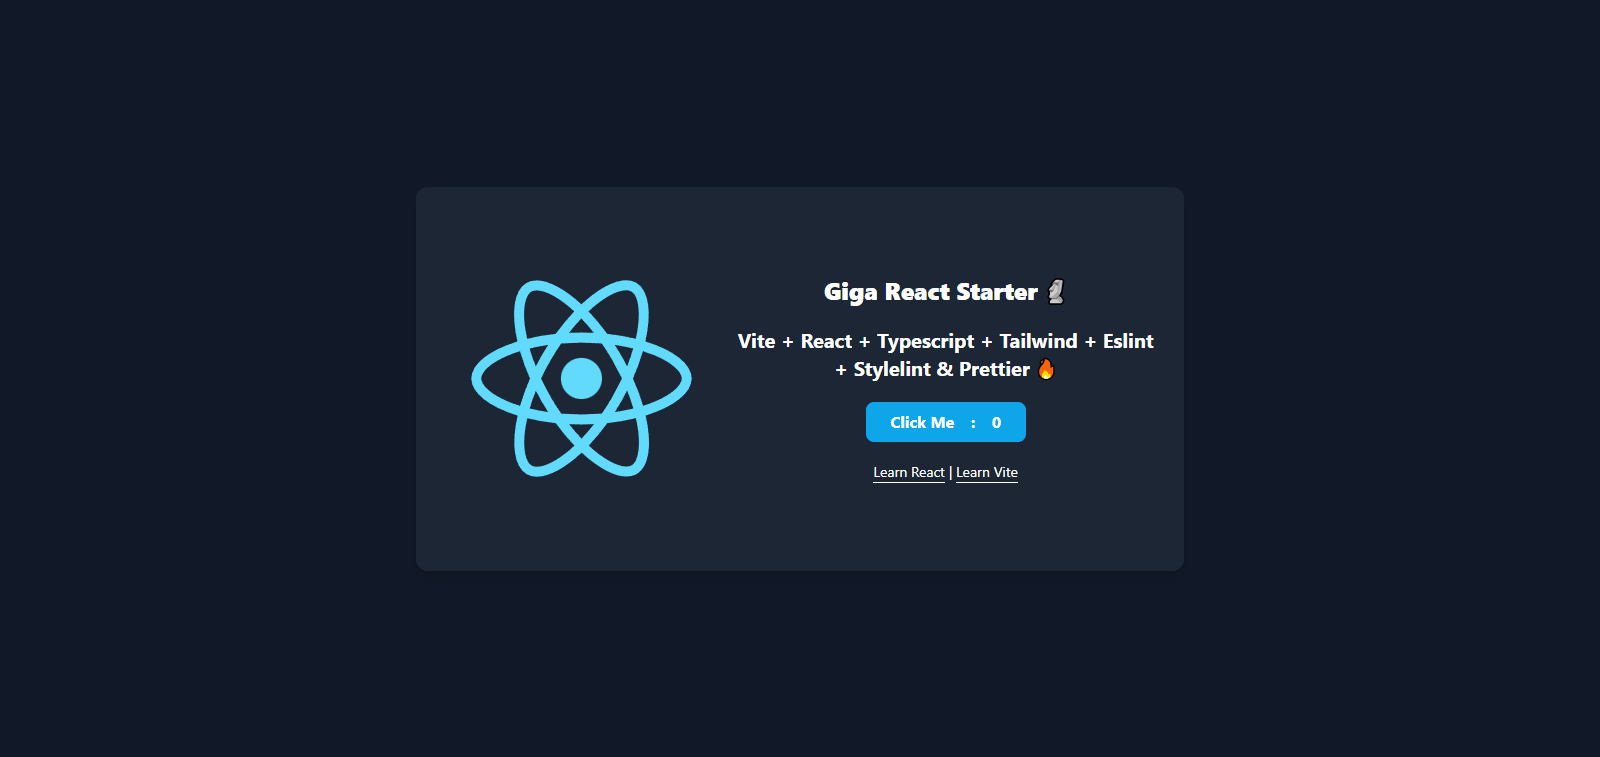 Giga React Starter 🗿
Vite + React + Typescript + Tailwind + Eslint
+ Stylelint & Prettier 🔥
Click Me : 0
Learn React | Learn Vite